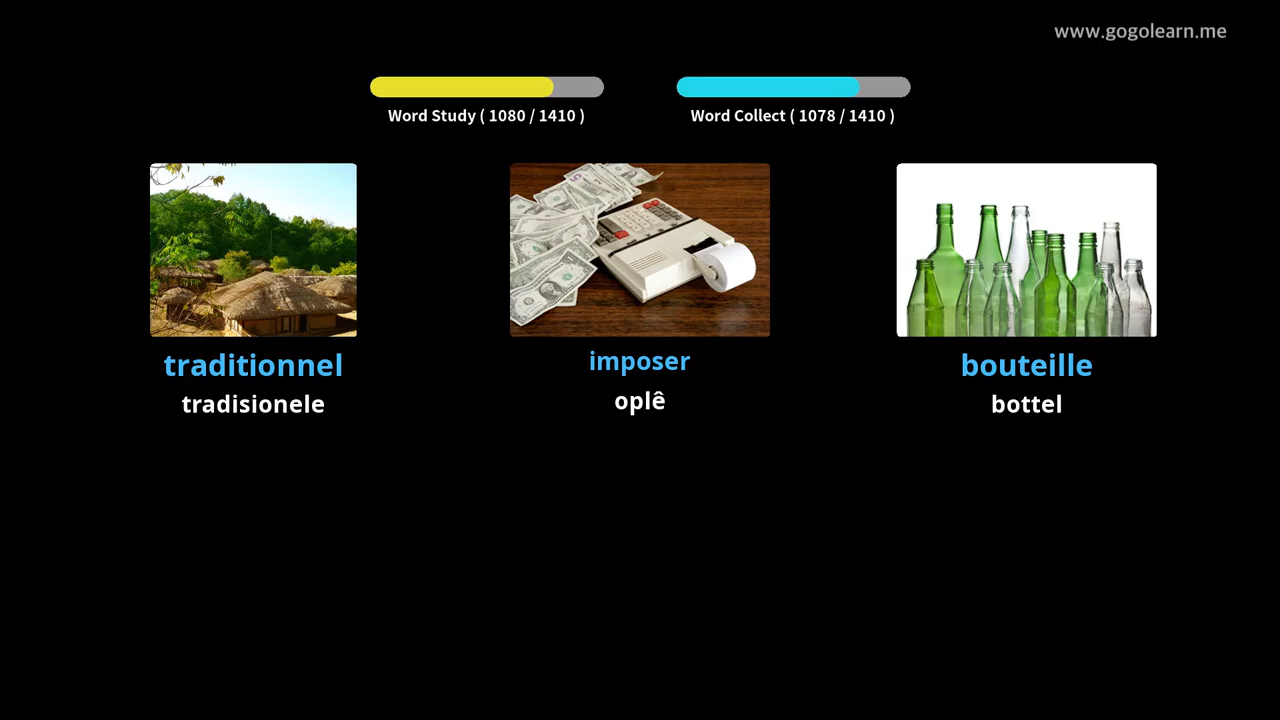 www.gogolearn.me
Word Study ( 1080 / 1410 )
Word Collect ( 1078 / 1410 )
traditionnel
tradisionele
imposer
oplê
bouteille
bottel